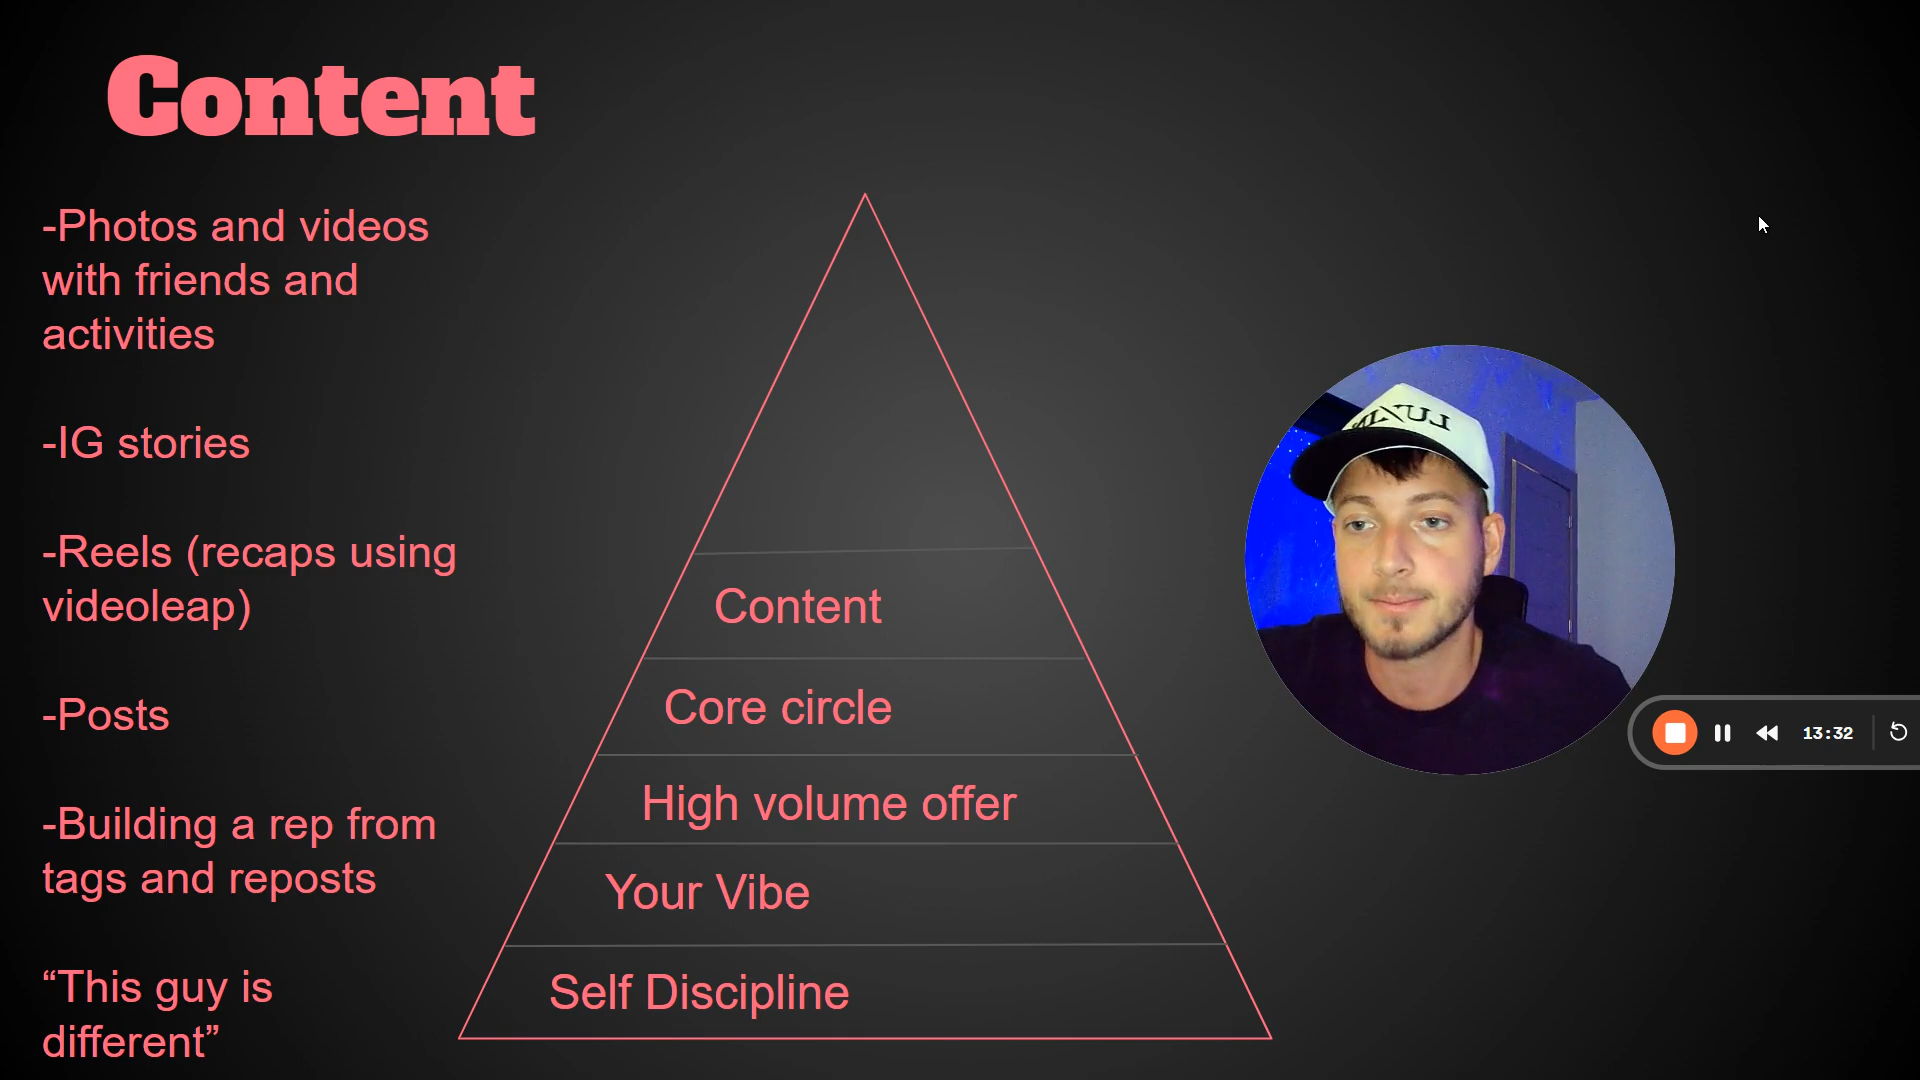 Content
-Photos and videos
with friends and
activities
-IG stories
-Reels (recaps using
videoleap)
-Posts
-Building a rep from
tags and reposts
“This guy is
different”
Content
Core circle
High volume offer
Your Vibe
Self Discipline
13:32